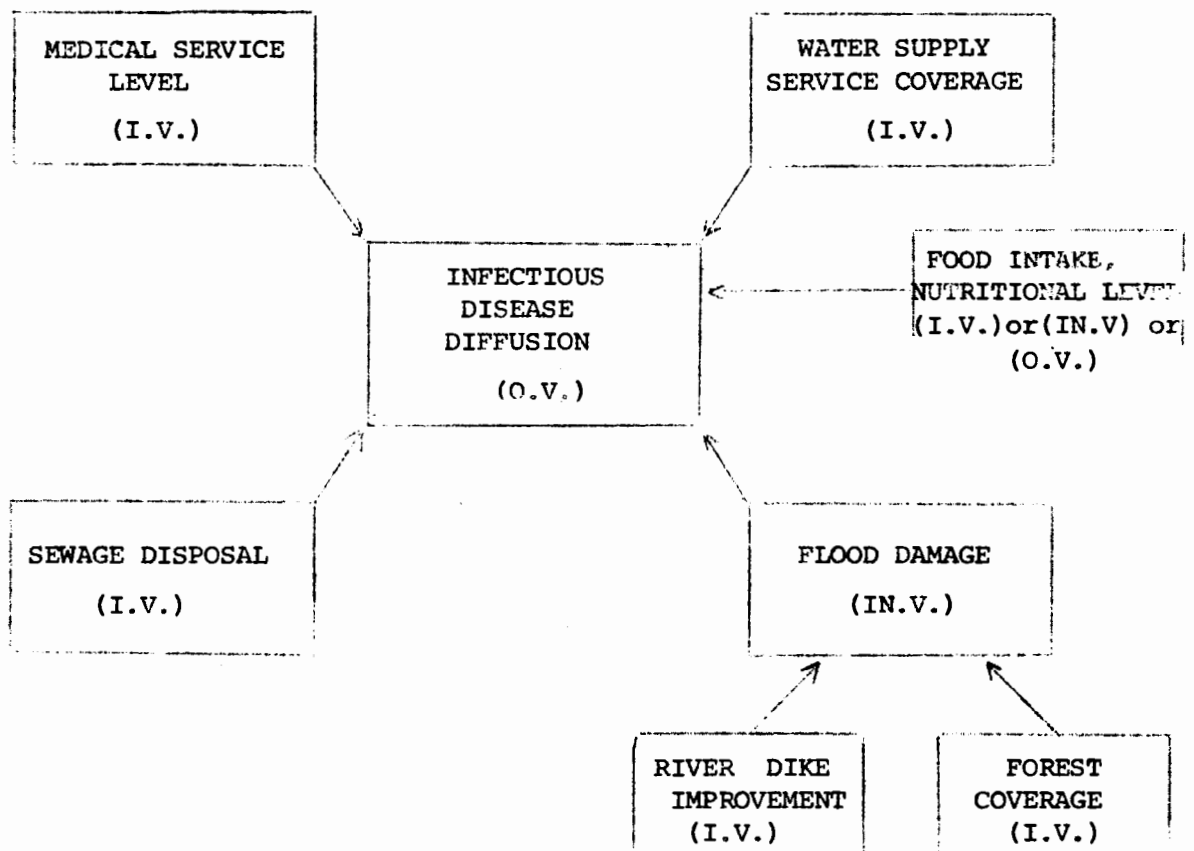 MEDICAL SERVICE
LEVEL
(I.V.)
WATER SUPPLY
SERVICE COVERAGE
(I.V.)
INFECTIOUS
DISEASE
DIFFUSION
(O.V.)
FOOD INTAKE,
NUTRITIONAL LEVEL
(I.V.)or(IN.V) or
(O.V.)
SEWAGE DISPOSAL
(I.V.)
FLOOD DAMAGE
(IN.V.)
RIVER DIKE
IMPROVEMENT
(I.V.)
FOREST
COVERAGE
(I.V.)